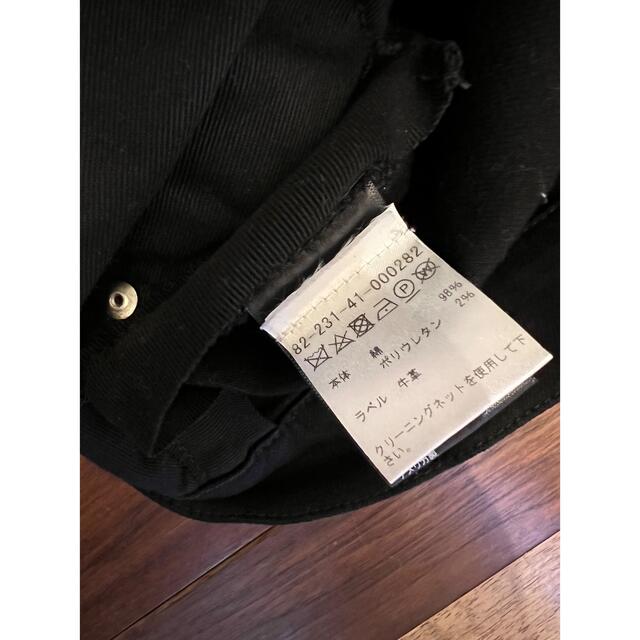 82-231-41-000282
本体 綿 98%
ポリウレタン 2%
ラベル 牛革
クリーニングネットを使用して下
さい。